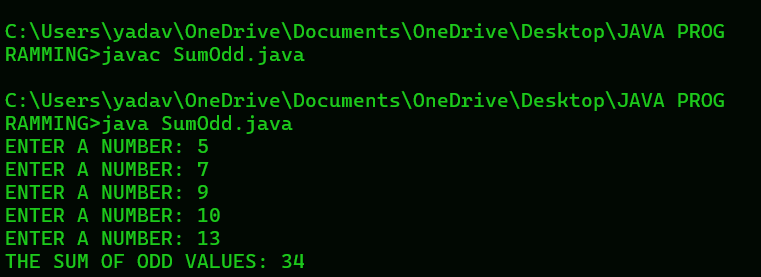 C:\Users\yadav\OneDrive\Documents\OneDrive\Desktop\JAVA PROG
RAMMING>javac SumOdd.java
C:\Users\yadav\OneDrive\Documents\OneDrive\Desktop\JAVA PROG
RAMMING>java SumOdd.java
ENTER A NUMBER: 5
ENTER A NUMBER: 7
ENTER A NUMBER: 9
ENTER A NUMBER: 10
ENTER A NUMBER: 13
THE SUM OF ODD VALUES: 34